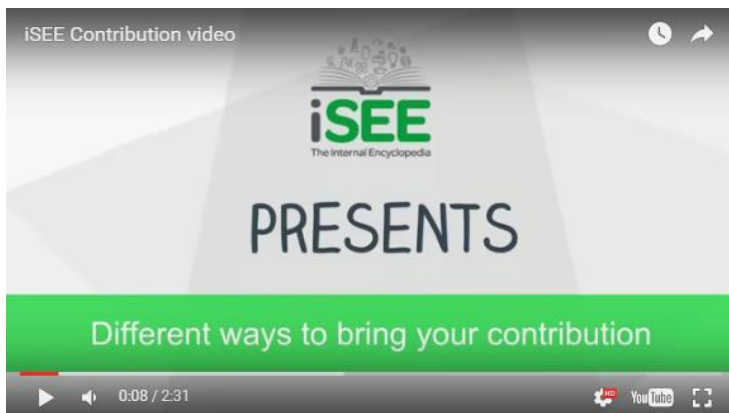 iSEE Contribution video
iSEE
The Internal Encyclopedia
PRESENTS
Different ways to bring your contribution
0:08 / 2:31
HD
YouTube